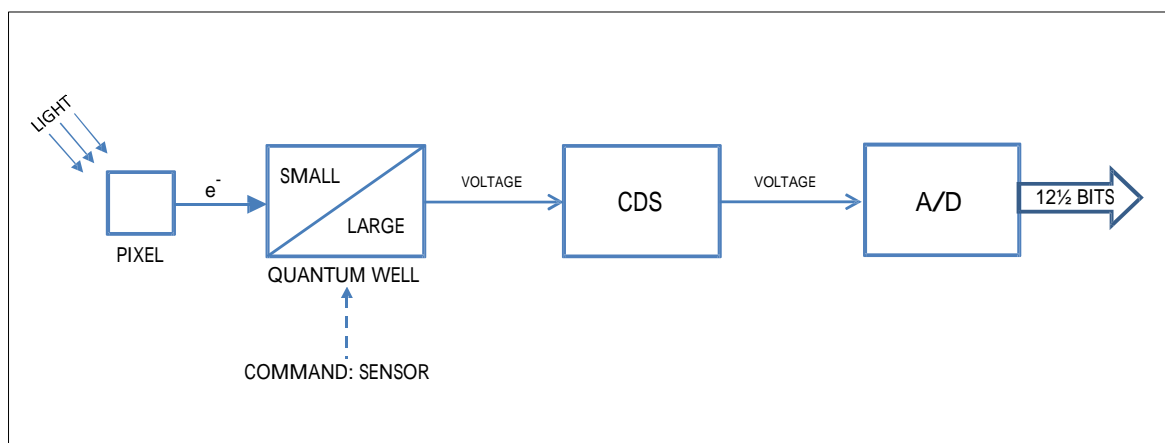 LIGHT
PIXEL
e-
SMALL
LARGE
QUANTUM WELL
COMMAND: SENSOR
VOLTAGE
CDS
VOLTAGE
A/D
12½ BITS